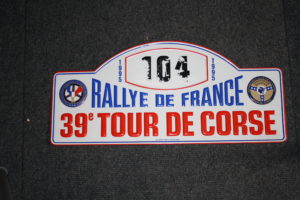 104
1995 1995
RALLYE DE FRANCE
39e TOUR DE CORSE